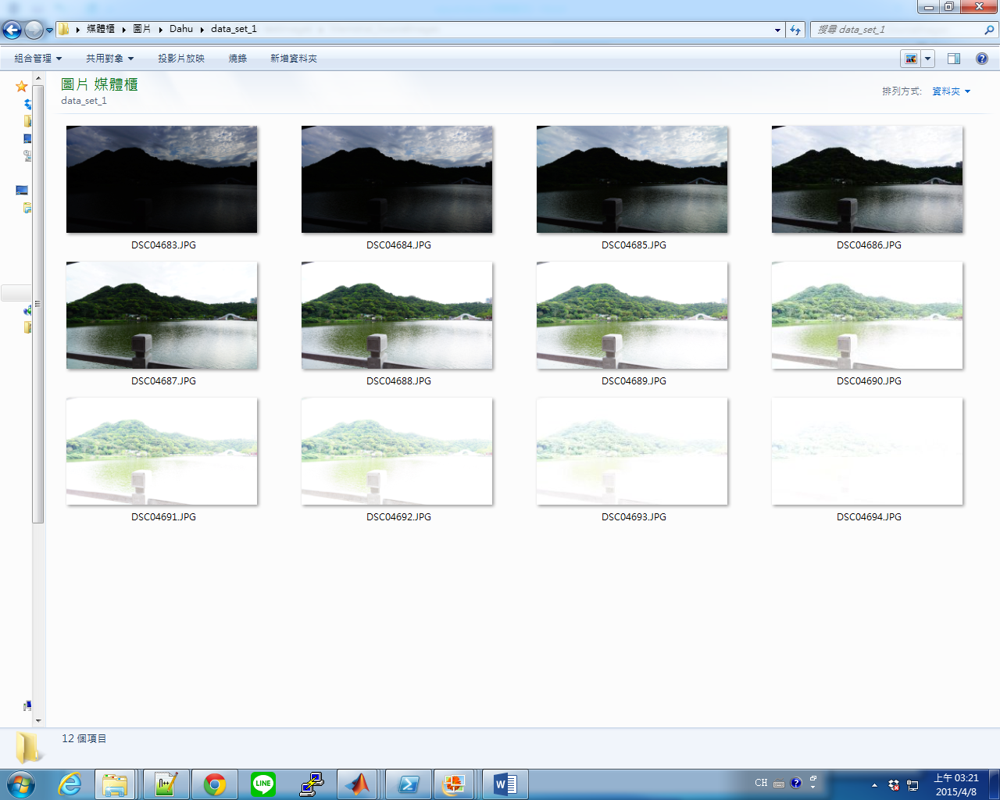 媒體櫃 圖片 Dahu data_set_1
搜尋 data_set_1
組合管理 共用對象 投影片放映 燒錄 新增資料夾
圖片 媒體櫃
data_set_1
排列方式: 資料夾
DSC04683.JPG DSC04684.JPG DSC04685.JPG DSC04686.JPG
DSC04687.JPG DSC04688.JPG DSC04689.JPG DSC04690.JPG
DSC04691.JPG DSC04692.JPG DSC04693.JPG DSC04694.JPG
12 個項目
LINE
CH
上午 03:21
2015/4/8